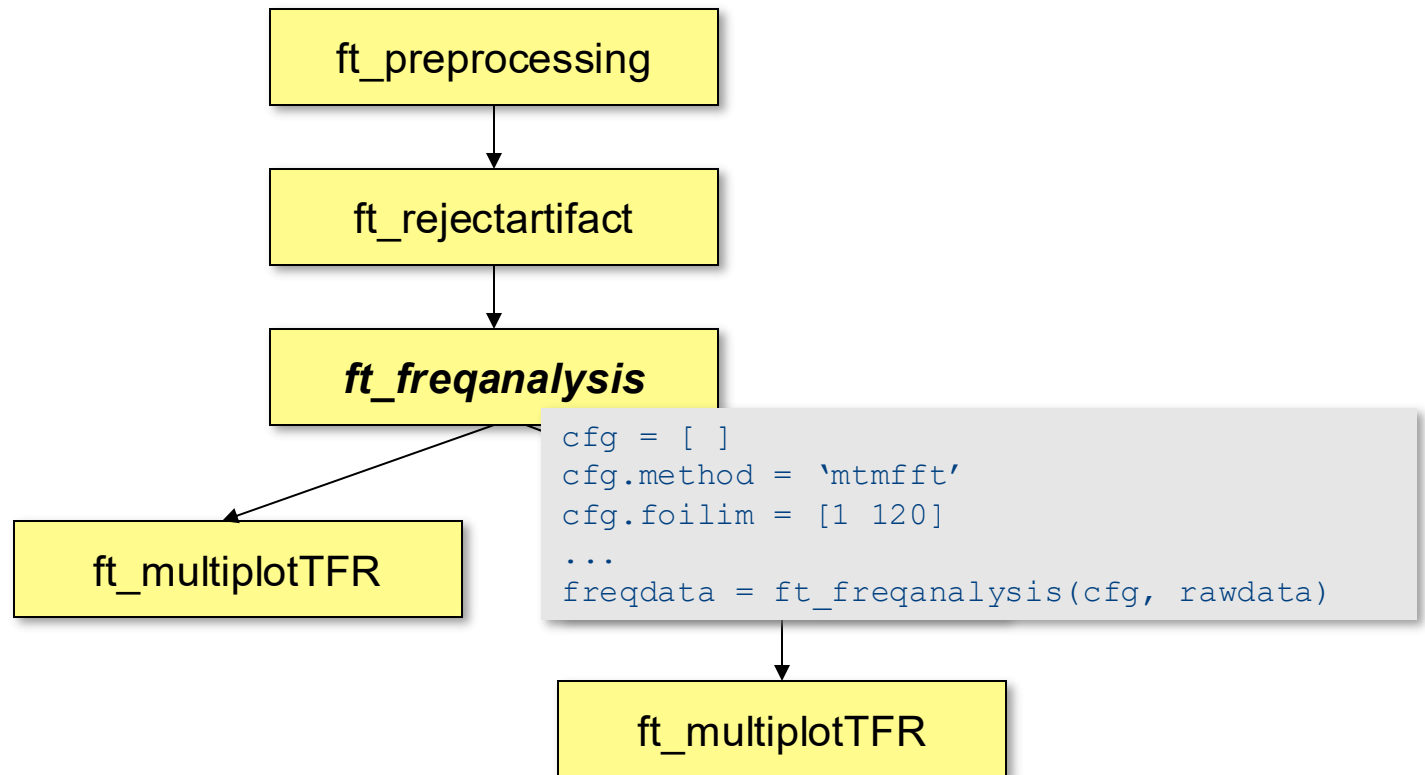 ft_preprocessing
ft_rejectartifact
ft_freqanalysis
cfg = [ ]
cfg.method = ‘mtmfft’
cfg.foilim = [1 120]
...
freqdata = ft_freqanalysis(cfg, rawdata)
ft_multiplotTFR
ft_multiplotTFR